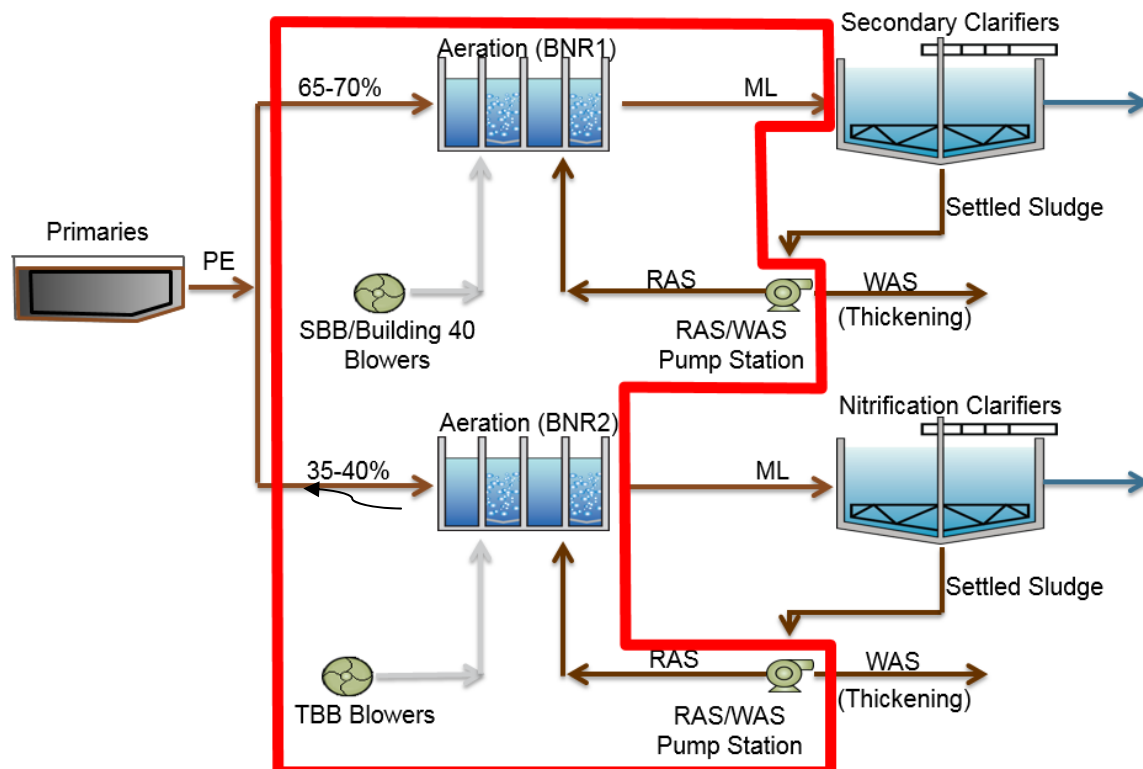 Secondary Clarifiers
Aeration (BNR1)
65-70%
ML
Settled Sludge
Primaries
PE
RAS
WAS
(Thickening)
SBB/Building 40
Blowers
RAS/WAS
Pump Station
Nitrification Clarifiers
Aeration (BNR2)
35-40%
ML
Settled Sludge
RAS
WAS
(Thickening)
TBB Blowers
RAS/WAS
Pump Station